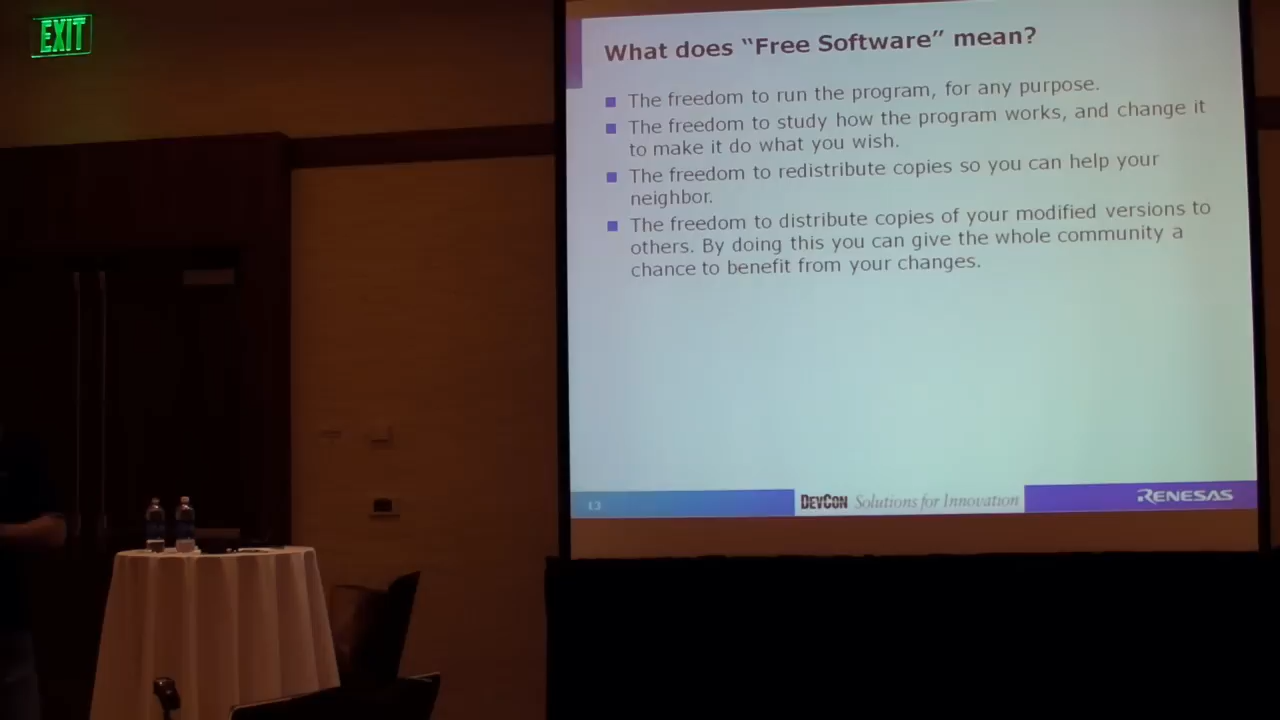 EXIT
What does “Free Software” mean?
The freedom to run the program, for any purpose.
The freedom to study how the program works, and change it
to make it do what you wish.
The freedom to redistribute copies so you can help your
neighbor.
The freedom to distribute copies of your modified versions to
others. By doing this you can give the whole community a
chance to benefit from your changes.
13
DEVCON Solutions for Innovation
RENESAS